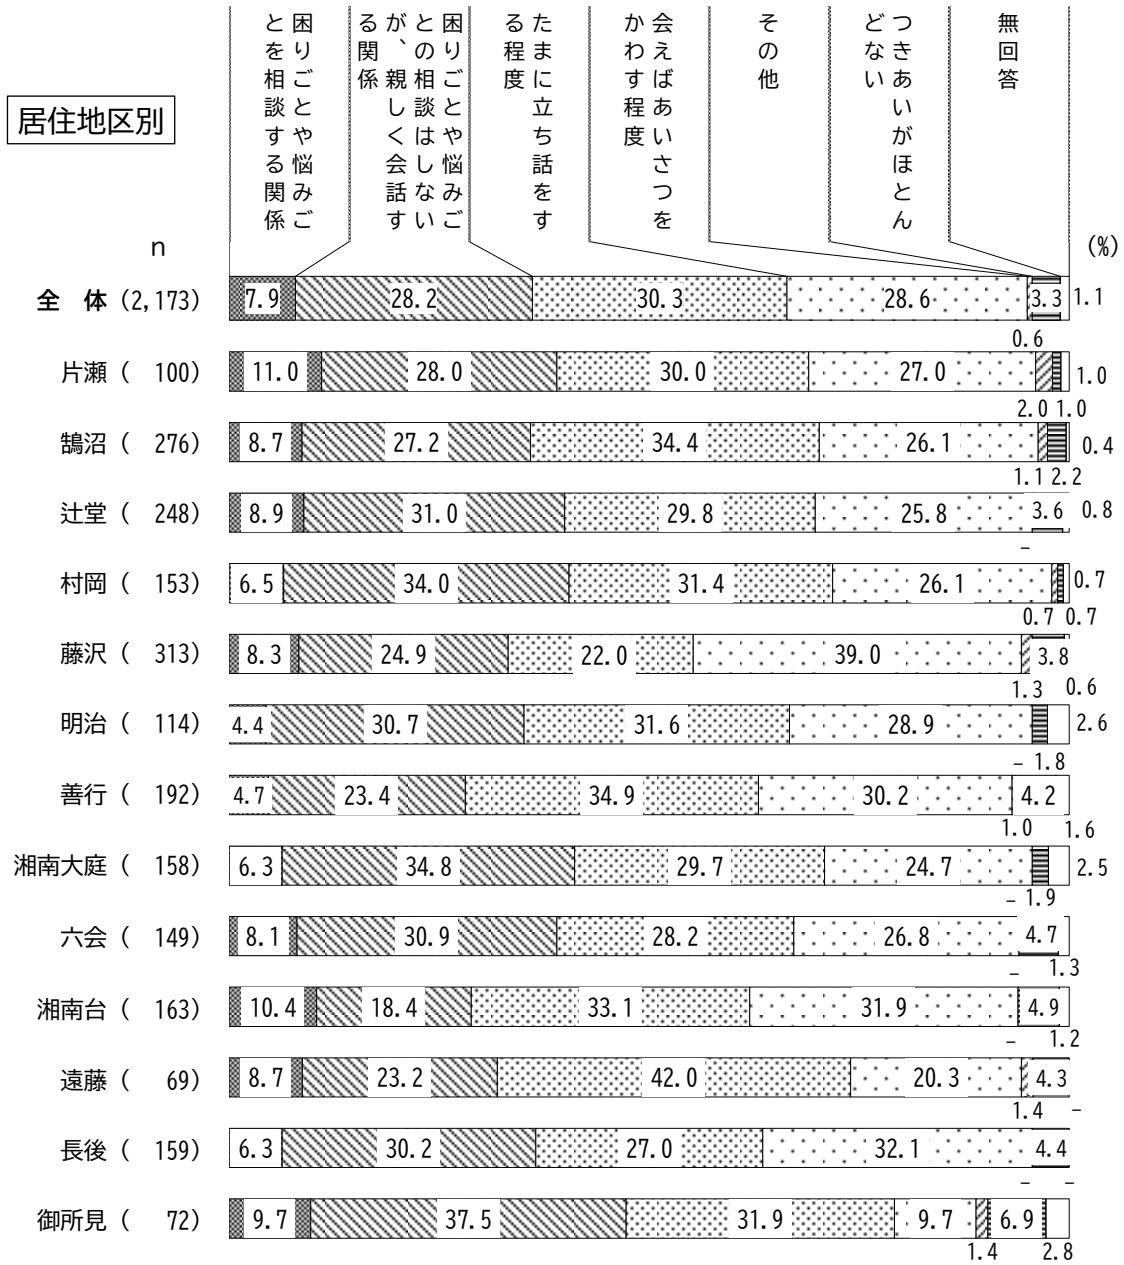 困りごとや悩みご
とを相談する関係
困りごとや悩みご
との相談はしない
が、親しく会話す
る関係
たまに立ち話をす
る程度
会えばあいさつを
かわす程度
その他
つきあいがほとん
どない
無回答
居住地区別
n
(%)
全 体 (2,173) 7.9 28.2 30.3 28.6 3.3 1.1
0.6
片瀬 ( 100) 11.0 28.0 30.0 27.0 1.0
2.0 1.0
鵠沼 ( 276) 8.7 27.2 34.4 26.1 0.4
1.1 2.2
辻堂 ( 248) 8.9 31.0 29.8 25.8 3.6 0.8
−
村岡 ( 153) 6.5 34.0 31.4 26.1 0.7
0.7 0.7
藤沢 ( 313) 8.3 24.9 22.0 39.0 3.8
1.3 0.6
明治 ( 114) 4.4 30.7 31.6 28.9 2.6
− 1.8
善行 ( 192) 4.7 23.4 34.9 30.2 4.2
1.0 1.6
湘南大庭 ( 158) 6.3 34.8 29.7 24.7 2.5
− 1.9
六会 ( 149) 8.1 30.9 28.2 26.8 4.7
− 1.3
湘南台 ( 163) 10.4 18.4 33.1 31.9 4.9
− 1.2
遠藤 ( 69) 8.7 23.2 42.0 20.3 4.3
1.4 −
長後 ( 159) 6.3 30.2 27.0 32.1 4.4
− −
御所見 ( 72) 9.7 37.5 31.9 9.7 6.9
1.4 2.8